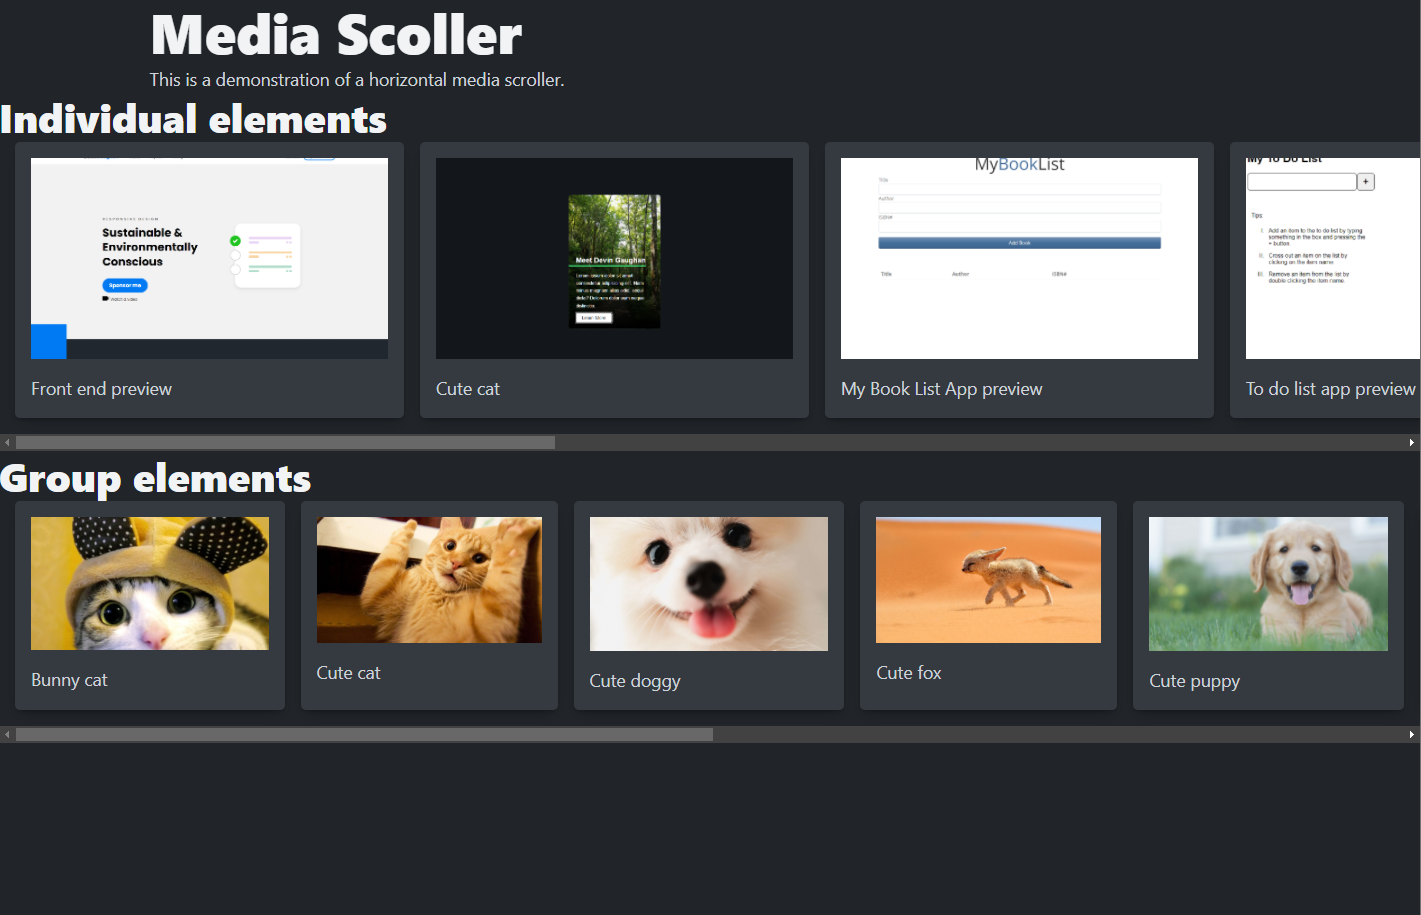 Media Scoller
This is a demonstration of a horizontal media scroller.
Individual elements
RESPONSIVE DESIGN
Sustainable &
Environmentally
Conscious
Sponsor me
Watch a video
Front end preview
Meet Devin Gaughan
Learn More
Cute cat
MyBookList
Title
Author
ISBN#
Add Book
Title Author ISBN#
My Book List App preview
My To Do List
+
Tips:
I. Add an item to the to do list by typing
something in the box and pressing the
+ button.
II. Cross out an item on the list by
clicking on the item name.
III. Remove an item from the list by
double clicking the item name.
To do list app preview
Group elements
Bunny cat
Cute cat
Cute doggy
Cute fox
Cute puppy